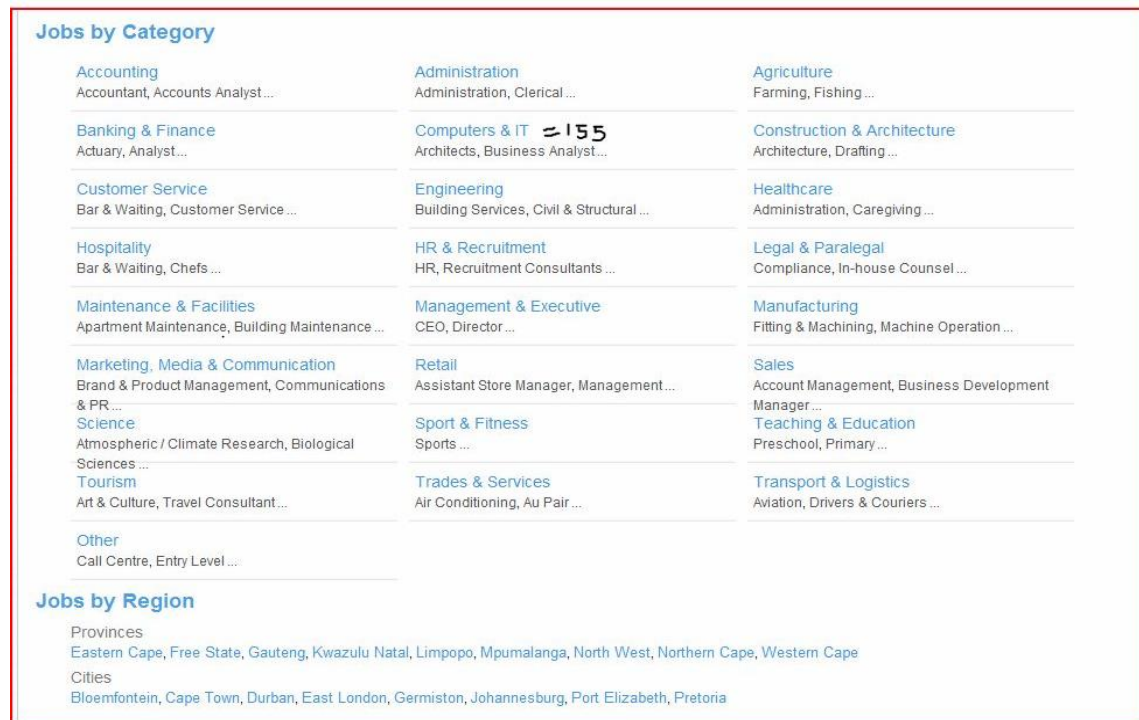 Jobs by Category
Accounting
Accountant, Accounts Analyst ...
Administration
Administration, Clerical ...
Agriculture
Farming, Fishing ...
Banking & Finance
Actuary, Analyst ...
Computers & IT =155
Architects, Business Analyst ...
Construction & Architecture
Architecture, Drafting ...
Customer Service
Bar & Waiting, Customer Service ...
Engineering
Building Services, Civil & Structural ...
Healthcare
Administration, Caregiving ...
Hospitality
Bar & Waiting, Chefs ...
HR & Recruitment
HR, Recruitment Consultants ...
Legal & Paralegal
Compliance, In-house Counsel ...
Maintenance & Facilities
Apartment Maintenance, Building Maintenance ...
Management & Executive
CEO, Director ...
Manufacturing
Fitting & Machining, Machine Operation ...
Marketing, Media & Communication
Brand & Product Management, Communications
& PR ...
Retail
Assistant Store Manager, Management ...
Sales
Account Management, Business Development
Manager ...
Science
Atmospheric / Climate Research, Biological
Sciences ...
Sport & Fitness
Sports ...
Teaching & Education
Preschool, Primary ...
Tourism
Art & Culture, Travel Consultant ...
Trades & Services
Air Conditioning, Au Pair ...
Transport & Logistics
Aviation, Drivers & Couriers ...
Other
Call Centre, Entry Level ...
Jobs by Region
Provinces
Eastern Cape, Free State, Gauteng, Kwazulu Natal, Limpopo, Mpumalanga, North West, Northern Cape, Western Cape
Cities
Bloemfontein, Cape Town, Durban, East London, Germiston, Johannesburg, Port Elizabeth, Pretoria